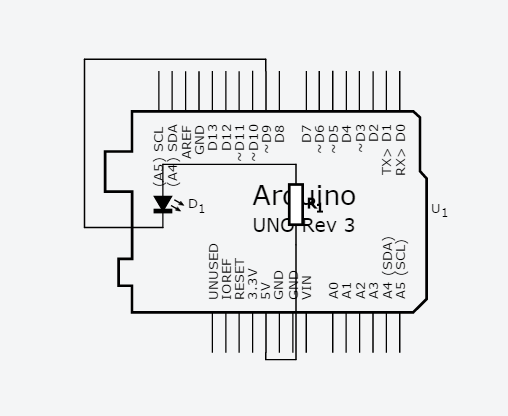 (A5) SCL
(A4) SDA
AREF
GND
D13
D12
~D11
~D10
~D9
D8
D7
~D6
~D5
D4
~D3
D2
TX> D1
RX> D0
D1
R1
Arduino
UNO Rev 3
U1
UNUSED
IOREF
RESET
3.3V
5V
GND
GND
VIN
A0
A1
A2
A3
A4 (SDA)
A5 (SCL)